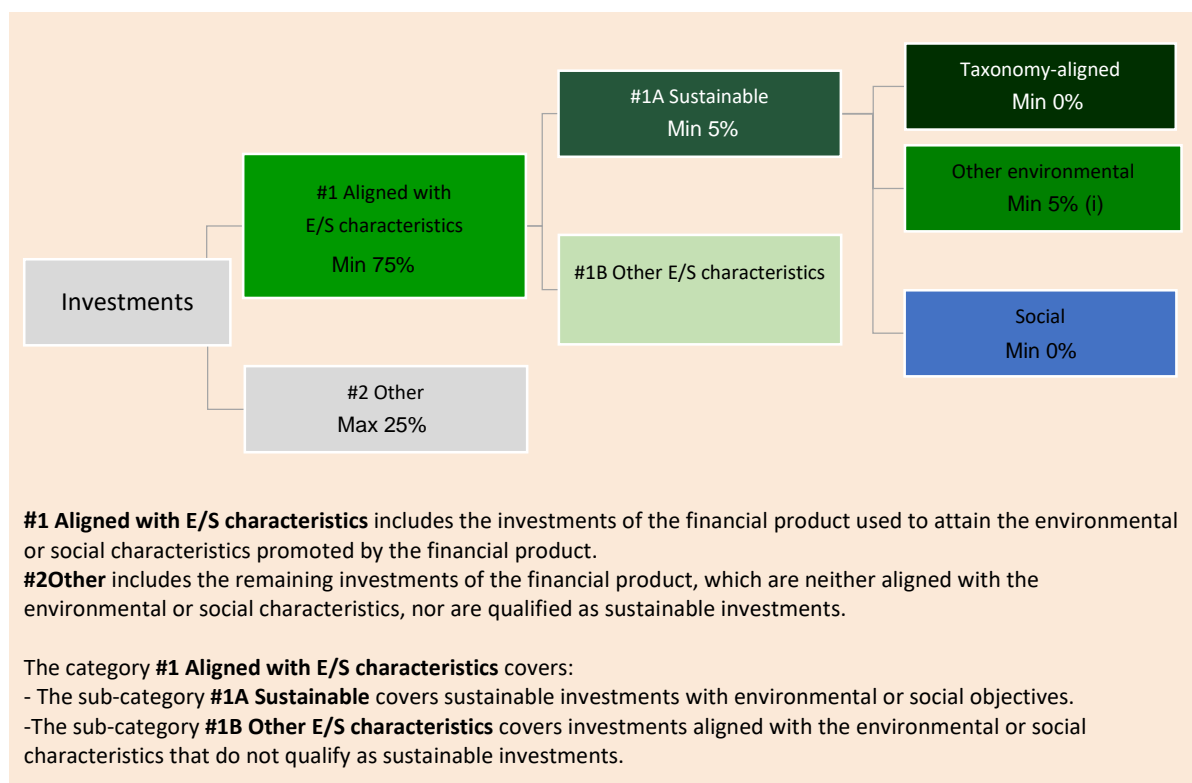 Investments
#1 Aligned with
E/S characteristics
Min 75%
#2 Other
Max 25%
#1A Sustainable
Min 5%
#1B Other E/S characteristics
Taxonomy-aligned
Min 0%
Other environmental
Min 5% (i)
Social
Min 0%
#1 Aligned with E/S characteristics includes the investments of the financial product used to attain the environmental
or social characteristics promoted by the financial product.
#2Other includes the remaining investments of the financial product, which are neither aligned with the
environmental or social characteristics, nor are qualified as sustainable investments.
The category #1 Aligned with E/S characteristics covers:
- The sub-category #1A Sustainable covers sustainable investments with environmental or social objectives.
-The sub-category #1B Other E/S characteristics covers investments aligned with the environmental or social
characteristics that do not qualify as sustainable investments.